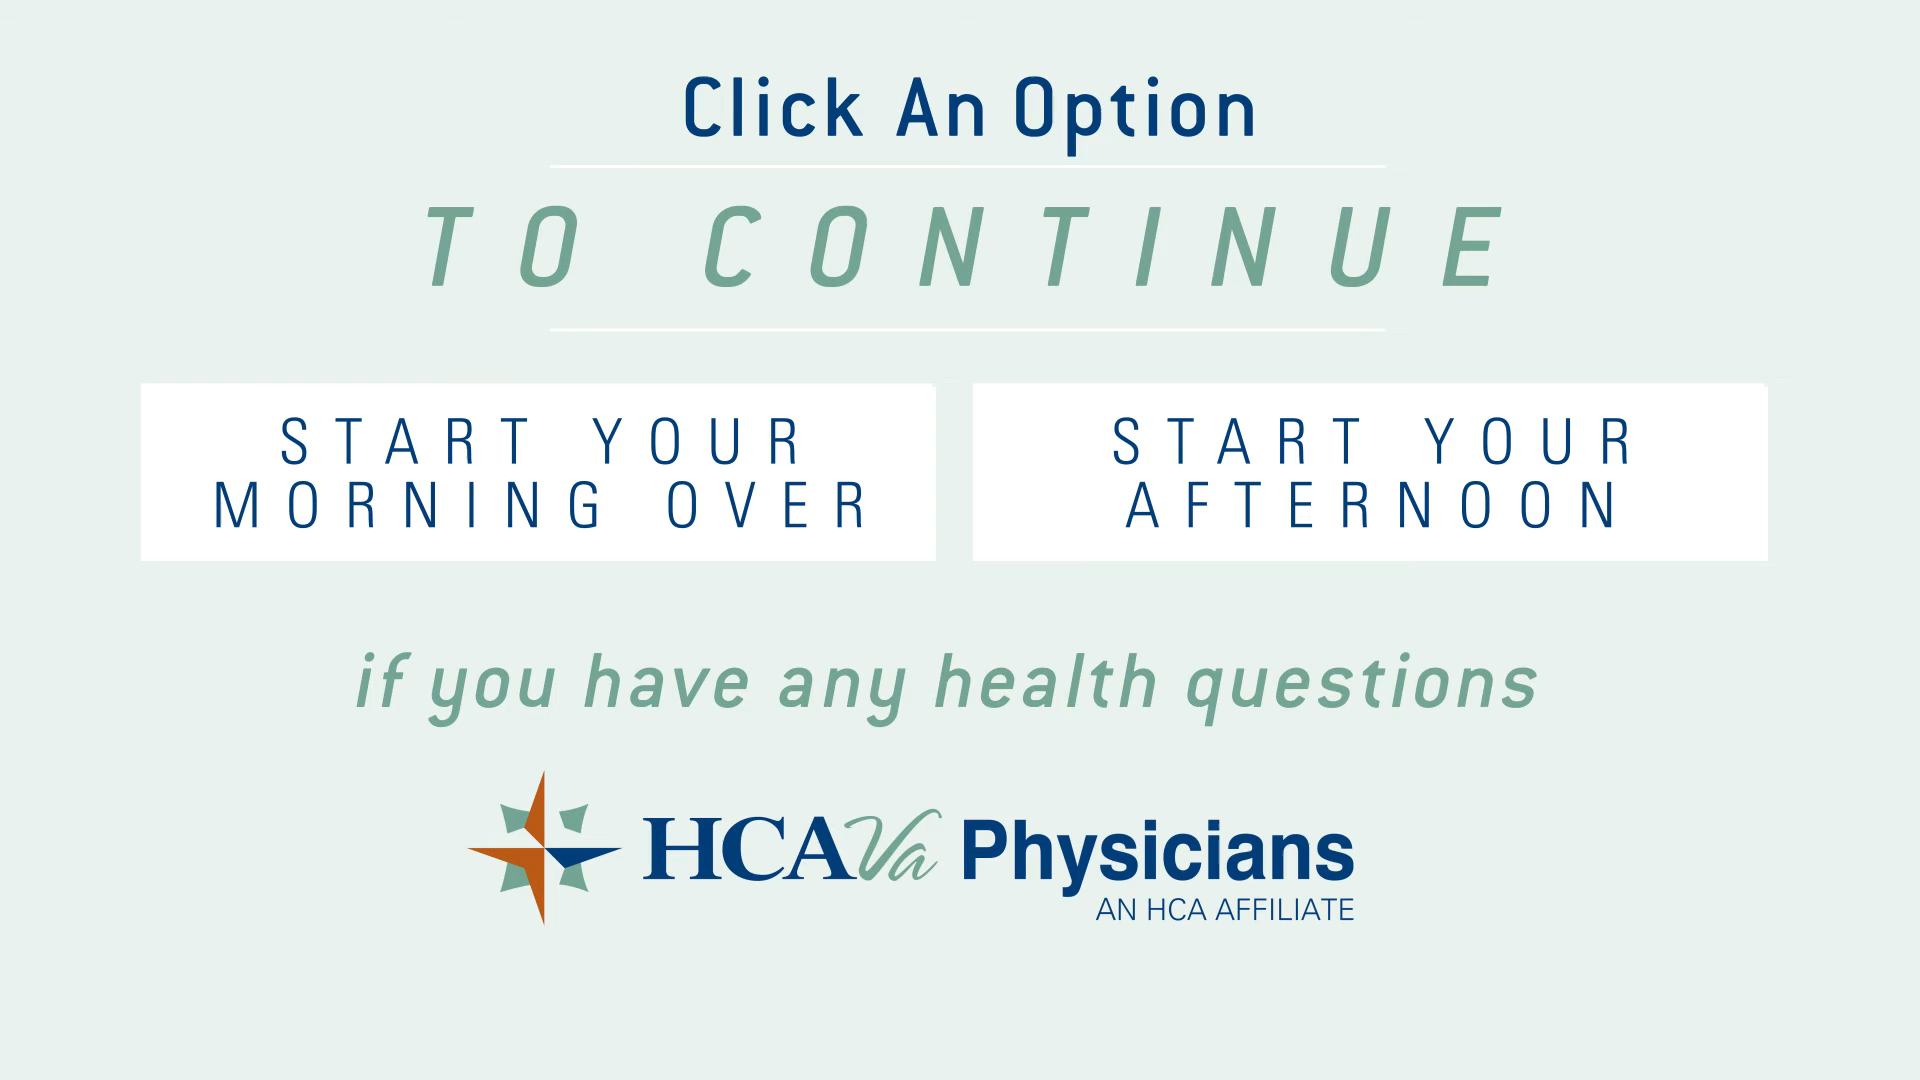 Click An Option
TO CONTINUE
START YOUR
MORNING OVER
START YOUR
AFTERNOON
if you have any health questions
HCAVa Physicians
AN HCA AFFILIATE